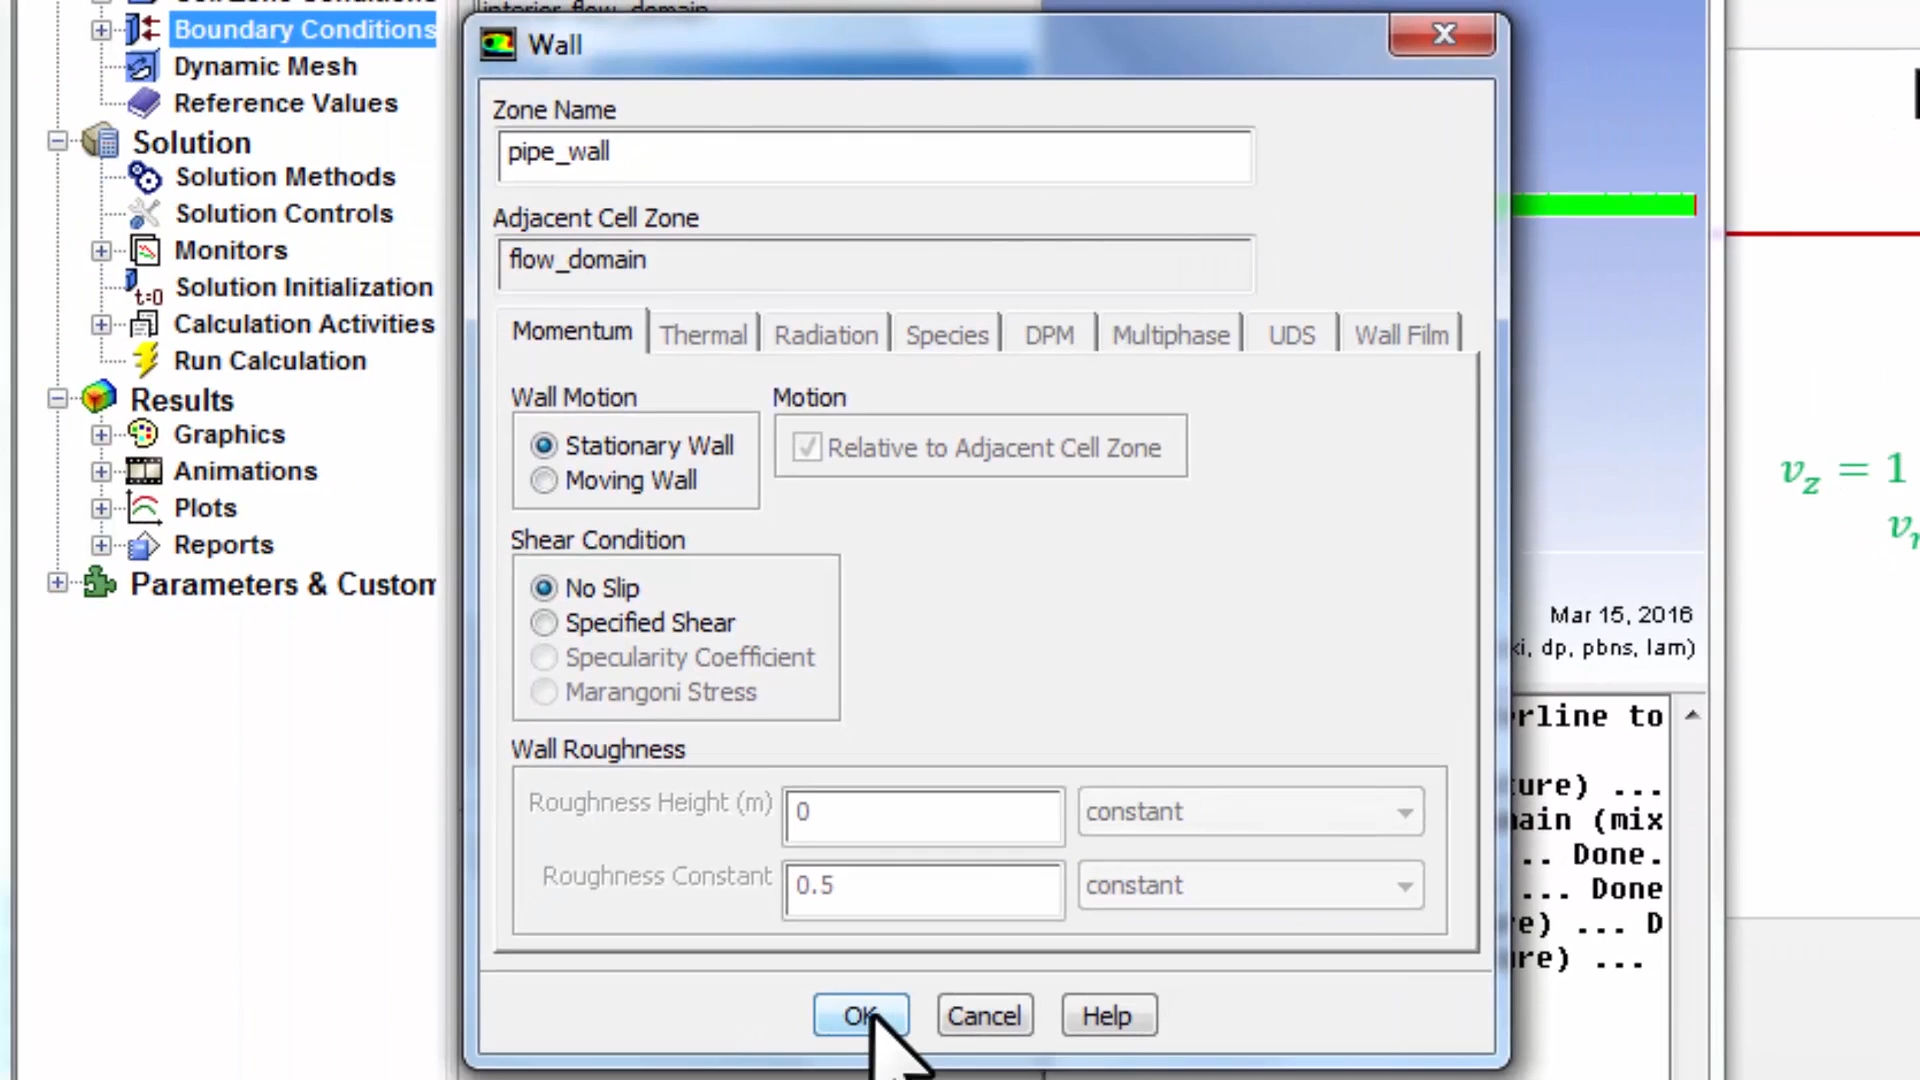 Boundary Conditions
Dynamic Mesh
Reference Values
Solution
Solution Methods
Solution Controls
Monitors
Solution Initialization
t=0
Calculation Activities
Run Calculation
Results
Graphics
Animations
Plots
Reports
Parameters & Custom
Wall
Zone Name
pipe_wall
Adjacent Cell Zone
flow_domain
Momentum Thermal Radiation Species DPM Multiphase UDS Wall Film
Wall Motion Motion
Stationary Wall Relative to Adjacent Cell Zone
Moving Wall
Shear Condition
No Slip
Specified Shear
Specularity Coefficient
Marangoni Stress
Wall Roughness
Roughness Height (m) 0 constant
Roughness Constant 0.5 constant
OK Cancel Help
v_z = 1
Mar 15, 2016
ki, dp, pbns, lam)
rline to
ure) ...
ain (mix
.. Done.
... Done
e) ... D
re) ...